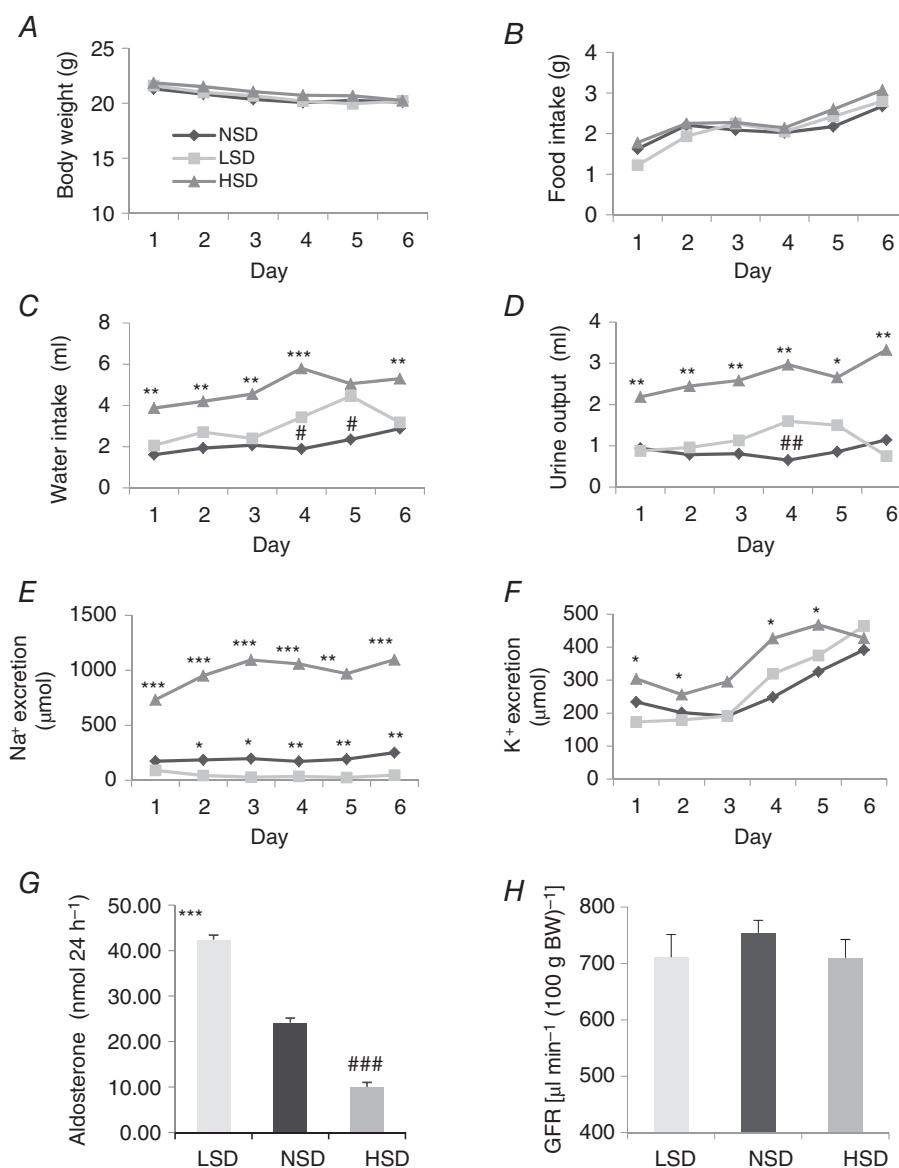 A
Body weight (g)
25
20
15
10
NSD
LSD
HSD
1 2 3 4 5 6
Day
B
Food intake (g)
4
3
2
1
0
1 2 3 4 5 6
Day
C
Water intake (ml)
8
6
4
2
0
** ** ** *** **
# #
1 2 3 4 5 6
Day
D
Urine output (ml)
4
3
2
1
0
** ** ** ** * **
##
1 2 3 4 5 6
Day
E
Na⁺ excretion
(μmol)
1500
1000
500
0
*** *** *** *** ** ***
* * ** ** **
1 2 3 4 5 6
Day
F
K⁺ excretion
(μmol)
500
400
300
200
100
0
* * * *
1 2 3 4 5 6
Day
G
Aldosterone (nmol 24 h⁻¹)
50.00
40.00
30.00
20.00
10.00
0.00
***
###
LSD NSD HSD
H
GFR [μl min⁻¹ (100 g BW)⁻¹]
800
700
600
500
400
LSD NSD HSD